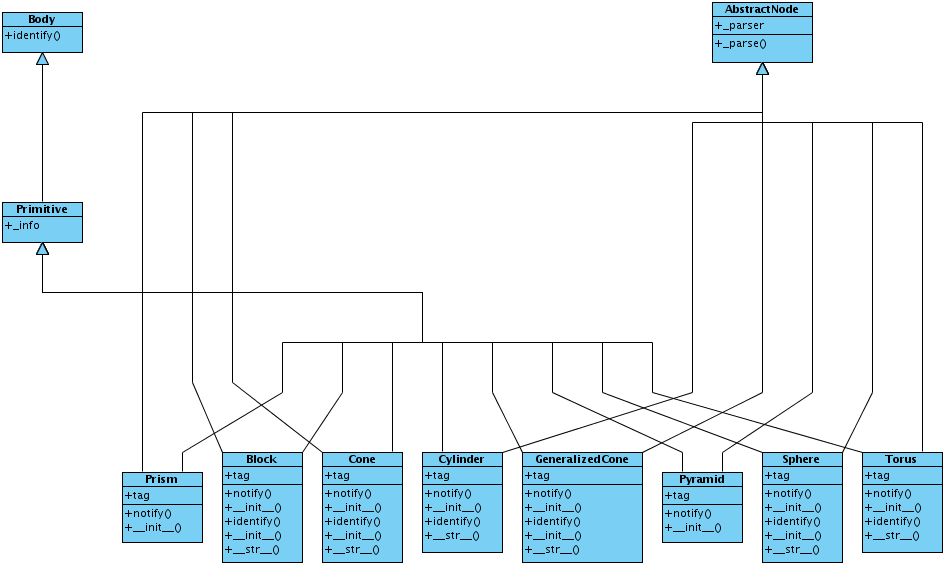 Body
+identify()
AbstractNode
+_parser
+_parse()
Primitive
+_info
Prism
+tag
+notify()
+__init__()
Block
+tag
+notify()
+__init__()
+identify()
+__init__()
+__str__()
Cone
+tag
+notify()
+__init__()
+identify()
+__init__()
+__str__()
Cylinder
+tag
+notify()
+__init__()
+identify()
+__str__()
GeneralizedCone
+tag
+notify()
+__init__()
+identify()
+__init__()
+__str__()
Pyramid
+tag
+notify()
+__init__()
Sphere
+tag
+notify()
+__init__()
+identify()
+__init__()
+__str__()
Torus
+tag
+notify()
+__init__()
+identify()
+__str__()